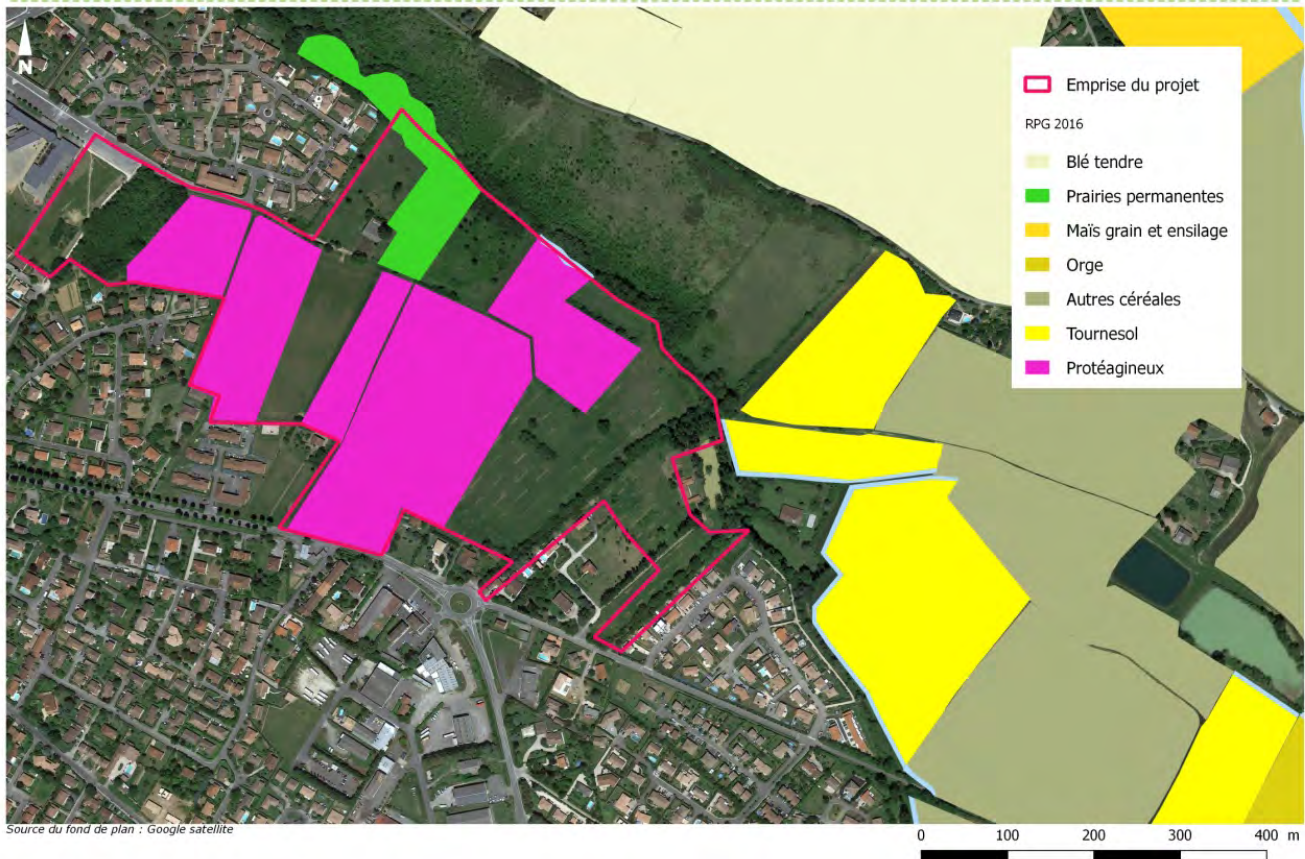 N
Emprise du projet
RPG 2016
Blé tendre
Prairies permanentes
Maïs grain et ensilage
Orge
Autres céréales
Tournesol
Protéagineux
Source du fond de plan : Google satellite
0 100 200 300 400 m